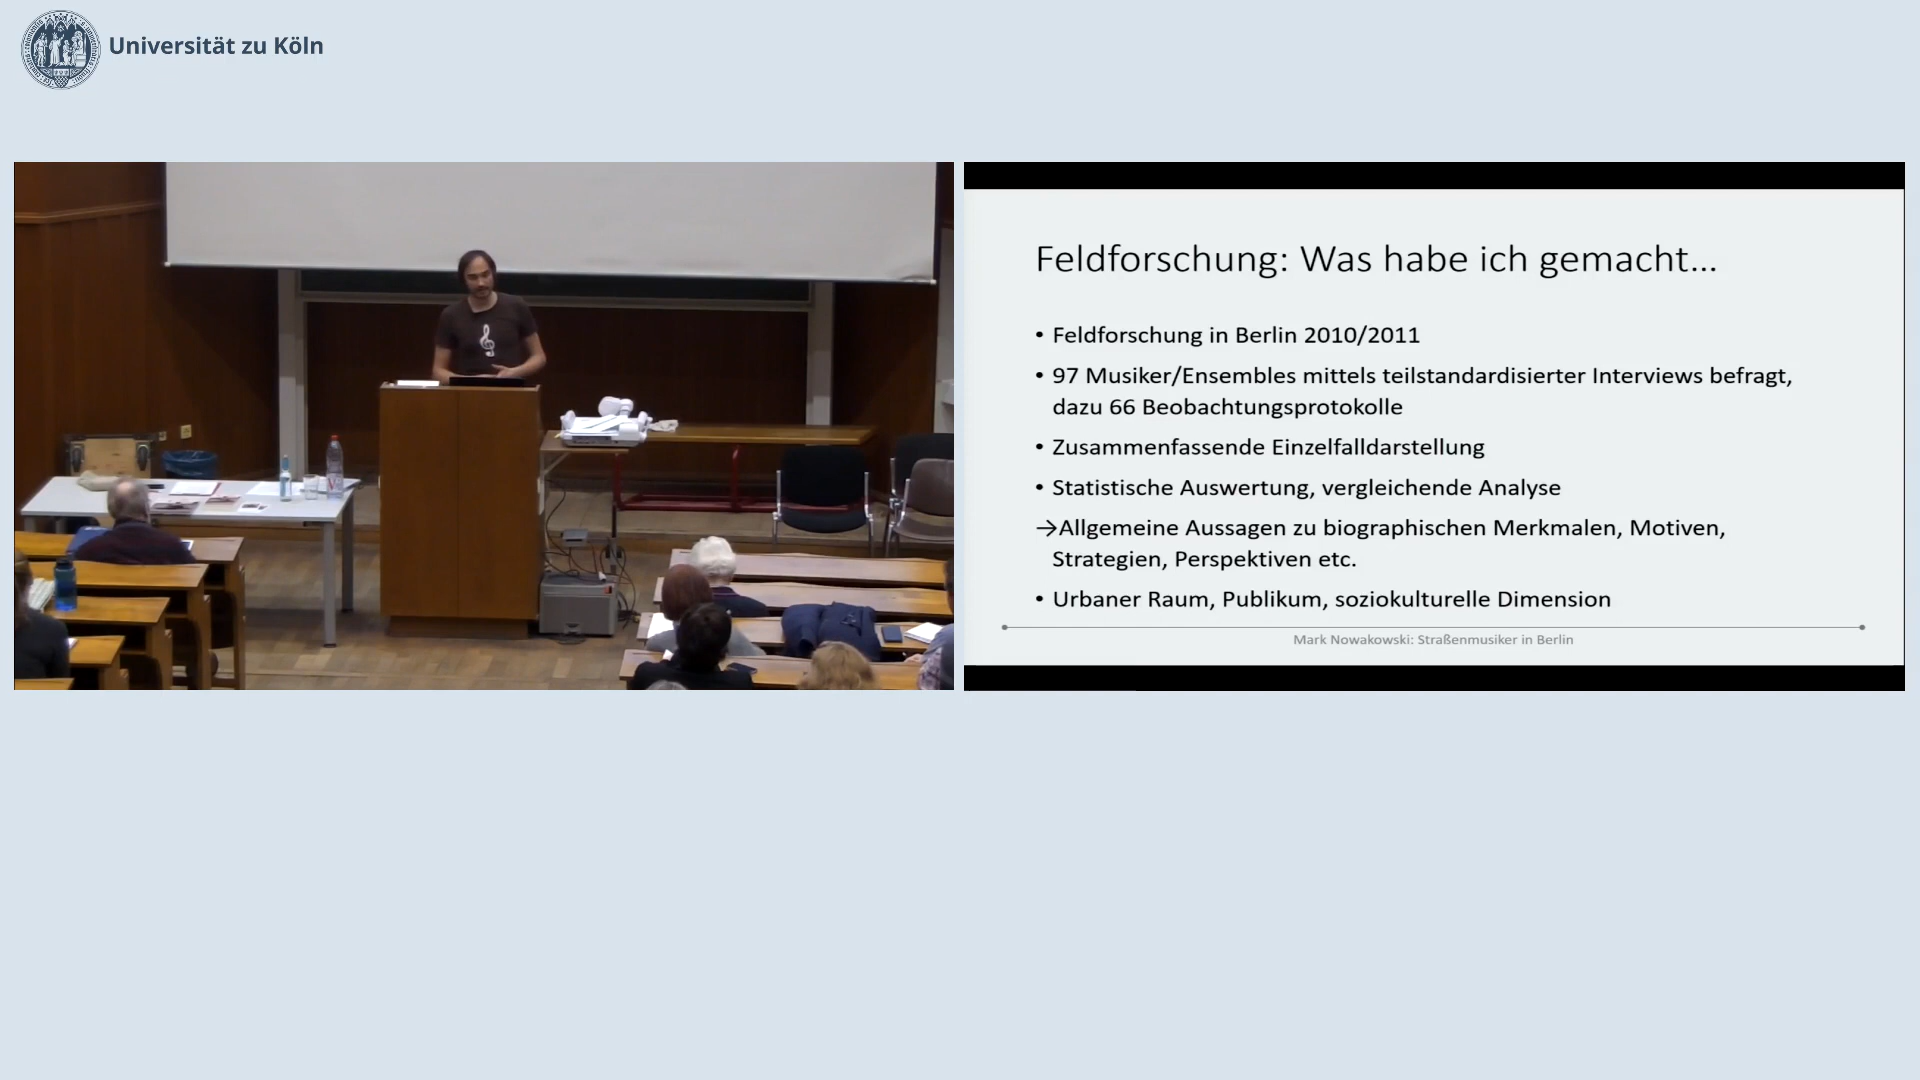 Universität zu Köln
Feldforschung: Was habe ich gemacht...
• Feldforschung in Berlin 2010/2011
• 97 Musiker/Ensembles mittels teilstandardisierter Interviews befragt,
dazu 66 Beobachtungsprotokolle
• Zusammenfassende Einzelfalldarstellung
• Statistische Auswertung, vergleichende Analyse
→Allgemeine Aussagen zu biographischen Merkmalen, Motiven,
Strategien, Perspektiven etc.
• Urbaner Raum, Publikum, soziokulturelle Dimension
Mark Nowakowski: Straßenmusiker in Berlin